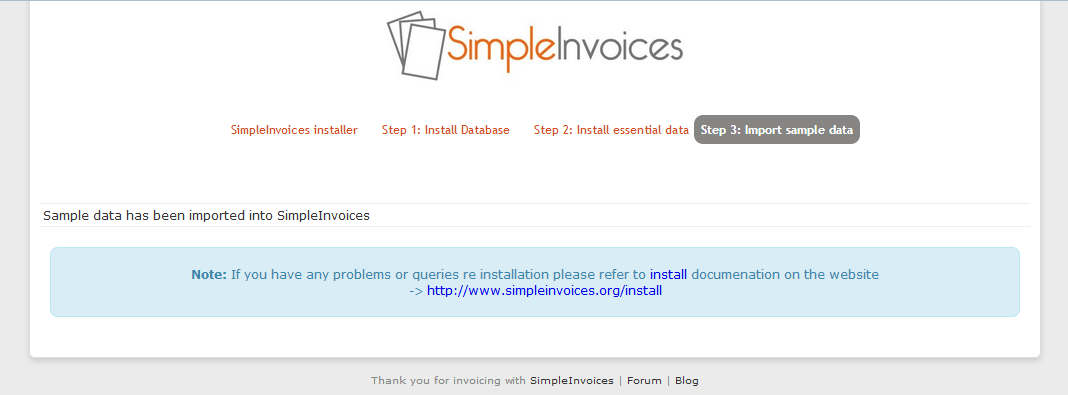 SimpleInvoices
SimpleInvoices installer Step 1: Install Database Step 2: Install essential data Step 3: Import sample data
Sample data has been imported into SimpleInvoices
Note: If you have any problems or queries re installation please refer to install documenation on the website
-> http://www.simpleinvoices.org/install
Thank you for invoicing with SimpleInvoices | Forum | Blog